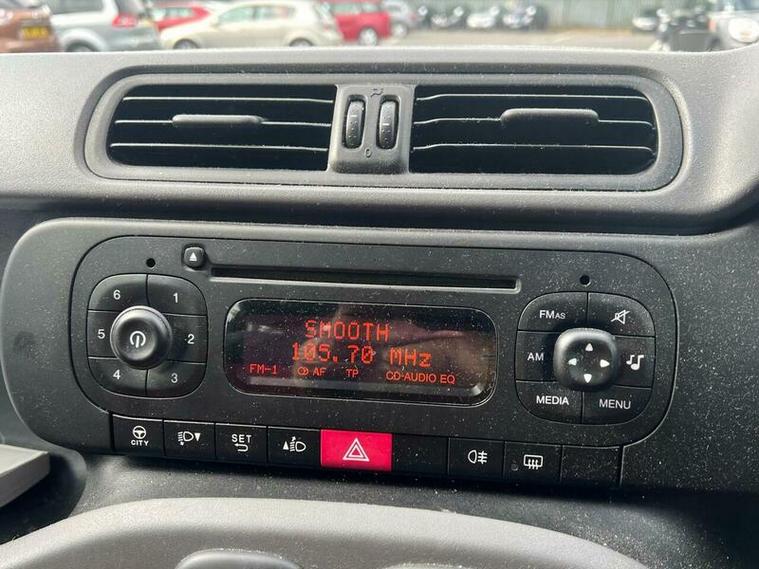 0
6 1
SMOOTH
FMAS
5 2
105.70 MHz
AM
FM-1 AF TP CD-AUDIO EQ
4 3
MEDIA MENU
CITY
SET